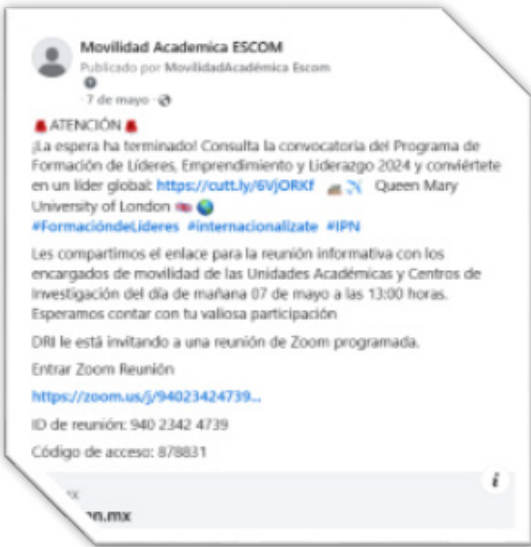 Movilidad Academica ESCOM
Publicado por MovilidadAcadémica Escom
· 7 de mayo ·
ATENCIÓN
¡La espera ha terminado! Consulta la convocatoria del Programa de
Formación de Líderes, Emprendimiento y Liderazgo 2024 y conviértete
en un líder global: https://cutt.ly/6VjORKf Queen Mary
University of London
#FormacióndeLíderes #internacionalizate #IPN
Les compartimos el enlace para la reunión informativa con los
encargados de movilidad de las Unidades Académicas y Centros de
Investigación del día de mañana 07 de mayo a las 13:00 horas.
Esperamos contar con tu valiosa participación
DRI le está invitando a una reunión de Zoom programada.
Entrar Zoom Reunión
https://zoom.us/j/94023424739...
ID de reunión: 940 2342 4739
Código de acceso: 878831
i